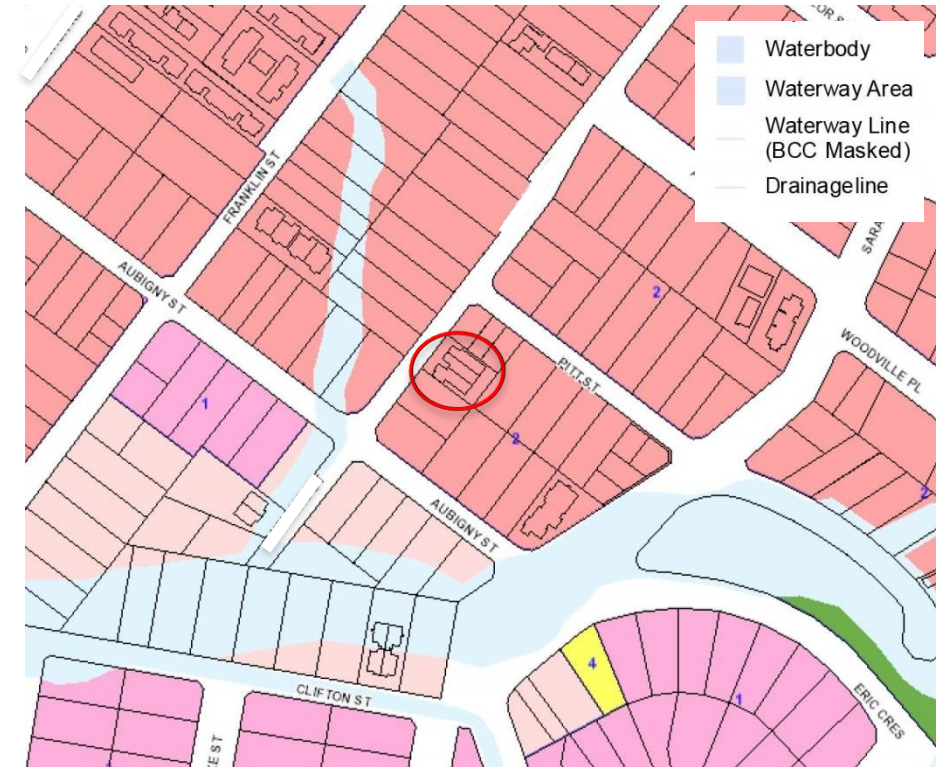 Waterbody
Waterway Area
Waterway Line
(BCC Masked)
Drainageline
FRANKLIN ST
AUBIGNY ST
2
WOODVILLE PL
PITT ST
1
2
2
AUBIGNY ST
4
1
CLIFTON ST
ERIC CRES